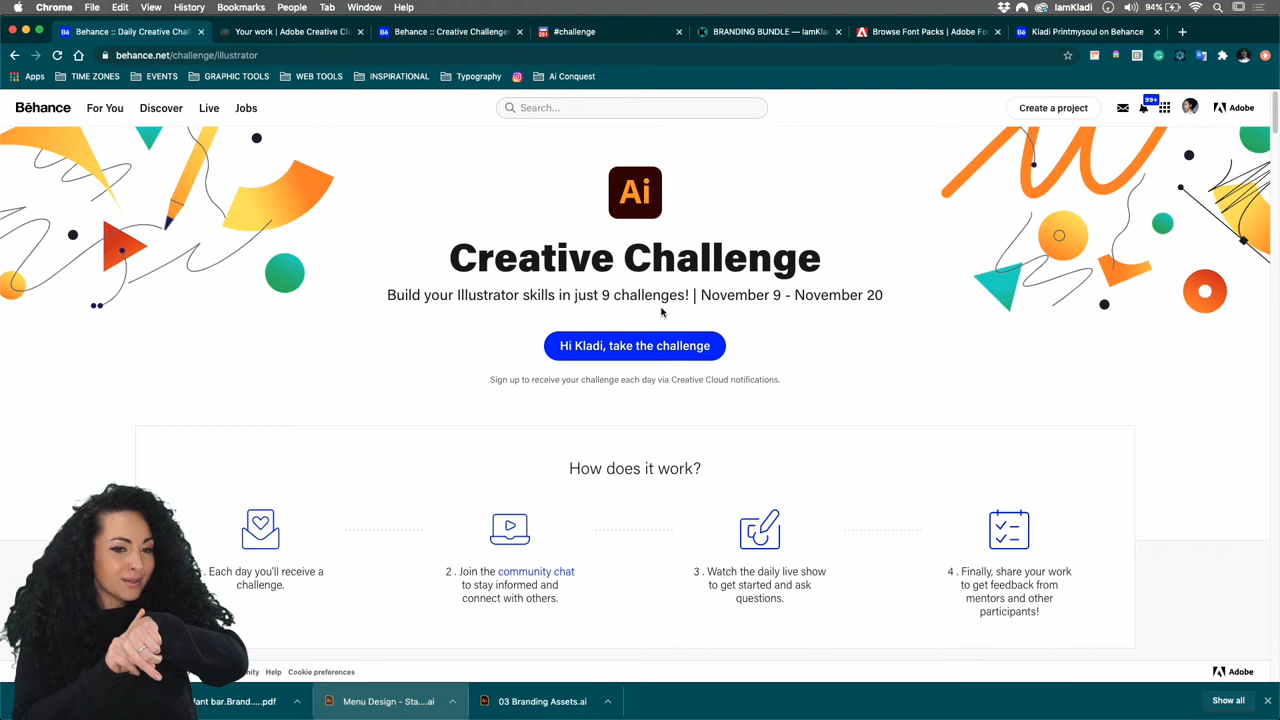 Chrome File Edit View History Bookmarks People Tab Window Help
IamKladi 94%
Behance :: Daily Creative Chall
Your work | Adobe Creative Cl
Behance :: Creative Challenge
#challenge
BRANDING BUNDLE — IamKla
Browse Font Packs | Adobe Fo
Kladi Printmysoul on Behance
behance.net/challenge/illustrator
Apps TIME ZONES EVENTS GRAPHIC TOOLS WEB TOOLS INSPIRATIONAL Typography Ai Conquest
Bēhance For You Discover Live Jobs Search... Create a project 99+ Adobe
Ai
Creative Challenge
Build your Illustrator skills in just 9 challenges! | November 9 - November 20
Hi Kladi, take the challenge
Sign up to receive your challenge each day via Creative Cloud notifications.
How does it work?
. Each day you'll receive a
challenge.
2 . Join the community chat
to stay informed and
connect with others.
3 . Watch the daily live show
to get started and ask
questions.
4 . Finally, share your work
to get feedback from
mentors and other
participants!
Help Cookie preferences Adobe
lant bar.Brand.....pdf
Menu Design - Sta....ai
03 Branding Assets.ai
Show all